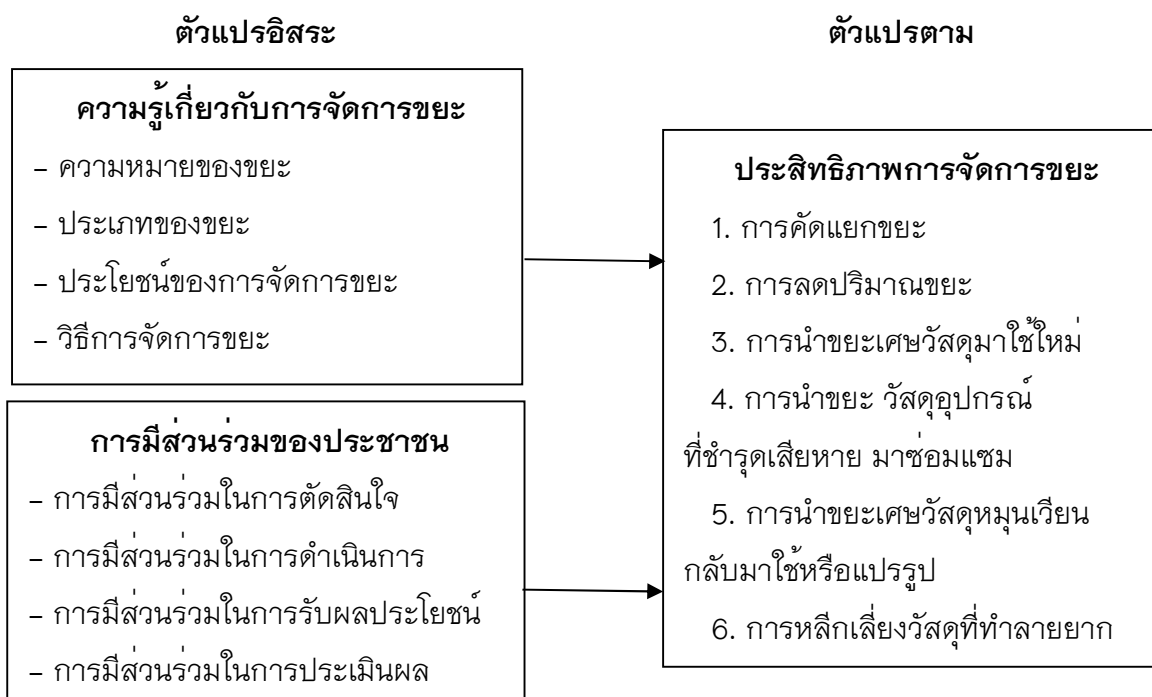 ตัวแปรอิสระ
ความรู้เกี่ยวกับการจัดการขยะ
- ความหมายของขยะ
- ประเภทของขยะ
- ประโยชน์ของการจัดการขยะ
- วิธีการจัดการขยะ
การมีส่วนร่วมของประชาชน
- การมีส่วนร่วมในการตัดสินใจ
- การมีส่วนร่วมในการดำเนินการ
- การมีส่วนร่วมในการรับผลประโยชน์
- การมีส่วนร่วมในการประเมินผล
ตัวแปรตาม
ประสิทธิภาพการจัดการขยะ
1. การคัดแยกขยะ
2. การลดปริมาณขยะ
3. การนำขยะเศษวัสดุมาใช้ใหม่
4. การนำขยะ วัสดุอุปกรณ์
ที่ชำรุดเสียหาย มาซ่อมแซม
5. การนำขยะเศษวัสดุหมุนเวียน
กลับมาใช้หรือแปรรูป
6. การหลีกเลี่ยงวัสดุที่ทำลายยาก